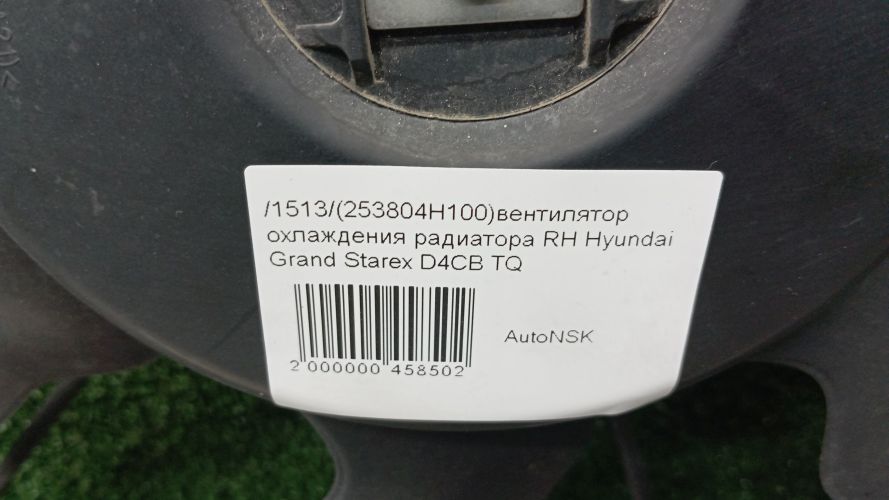 /1513/(253804H100)вентилятор
охлаждения радиатора RH Hyundai
Grand Starex D4CB TQ
AutoNSK
2 000000 458502